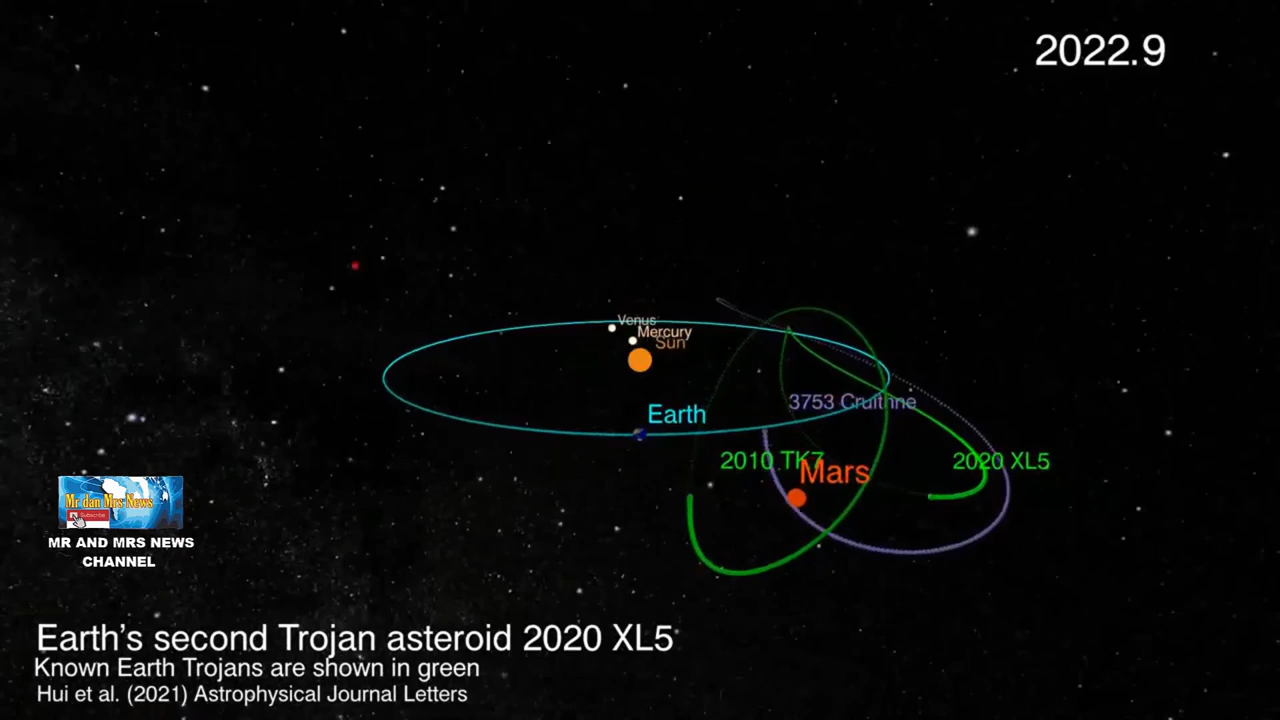 2022.9
Venus
Mercury
Sun
Earth
3753 Cruithne
2010 TK7
Mars
2020 XL5
Mr dan Mrs News
Subscribe
MR AND MRS NEWS
CHANNEL
Earth's second Trojan asteroid 2020 XL5
Known Earth Trojans are shown in green
Hui et al. (2021) Astrophysical Journal Letters